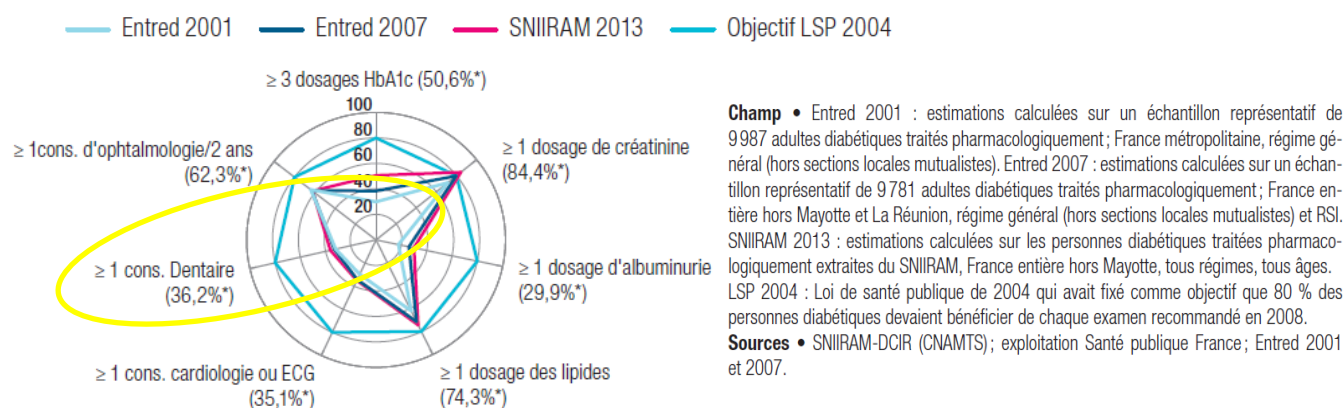 Entred 2001 Entred 2007 SNIIRAM 2013 Objectif LSP 2004
≥ 3 dosages HbA1c (50,6%*)
100
80
60
40
20
≥ 1 dosage de créatinine
(84,4%*)
≥ 1 dosage d'albuminurie
(29,9%*)
≥ 1 dosage des lipides
(74,3%*)
≥ 1 cons. cardiologie ou ECG
(35,1%*)
≥ 1 cons. Dentaire
(36,2%*)
≥ 1cons. d'ophtalmologie/2 ans
(62,3%*)
Champ • Entred 2001 : estimations calculées sur un échantillon représentatif de
9 987 adultes diabétiques traités pharmacologiquement ; France métropolitaine, régime gé-
néral (hors sections locales mutualistes). Entred 2007 : estimations calculées sur un échan-
tillon représentatif de 9 781 adultes diabétiques traités pharmacologiquement ; France en-
tière hors Mayotte et La Réunion, régime général (hors sections locales mutualistes) et RSI.
SNIIRAM 2013 : estimations calculées sur les personnes diabétiques traitées pharmaco-
logiquement extraites du SNIIRAM, France entière hors Mayotte, tous régimes, tous âges.
LSP 2004 : Loi de santé publique de 2004 qui avait fixé comme objectif que 80 % des
personnes diabétiques devaient bénéficier de chaque examen recommandé en 2008.
Sources • SNIIRAM-DCIR (CNAMTS) ; exploitation Santé publique France ; Entred 2001
et 2007.